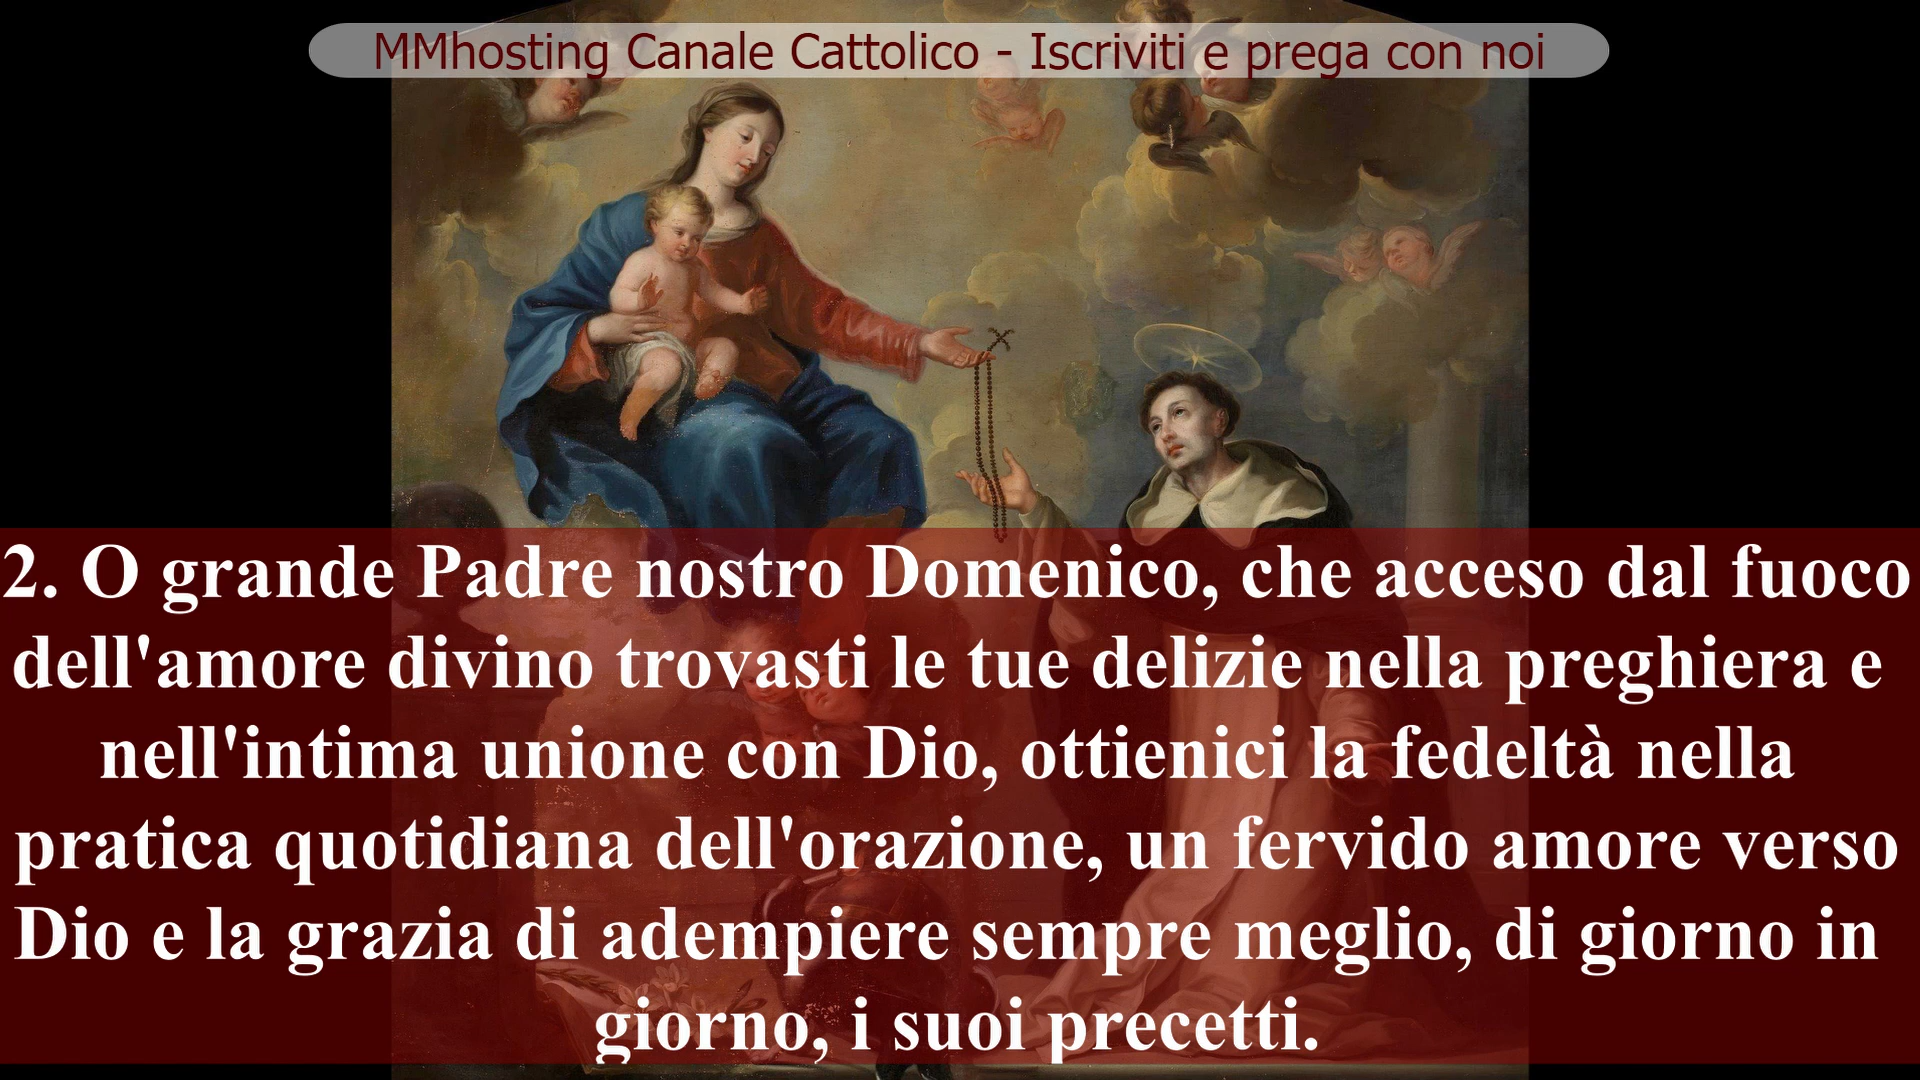 MMhosting Canale Cattolico - Iscriviti e prega con noi
2. O grande Padre nostro Domenico, che acceso dal fuoco
dell'amore divino trovasti le tue delizie nella preghiera e
nell'intima unione con Dio, ottienici la fedeltà nella
pratica quotidiana dell'orazione, un fervido amore verso
Dio e la grazia di adempiere sempre meglio, di giorno in
giorno, i suoi precetti.